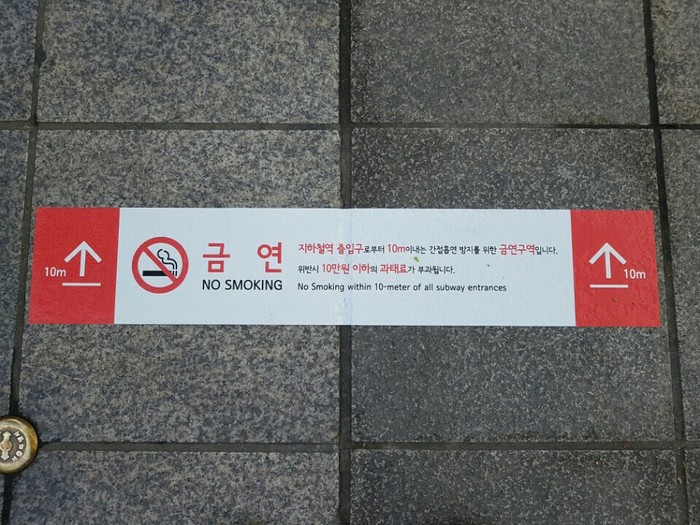 10m
금 연
NO SMOKING
지하철역 출입구로부터 10m이내는 간접흡연 방지를 위한 금연구역입니다.
위반시 10만원 이하의 과태료가 부과됩니다.
No Smoking within 10-meter of all subway entrances
10m